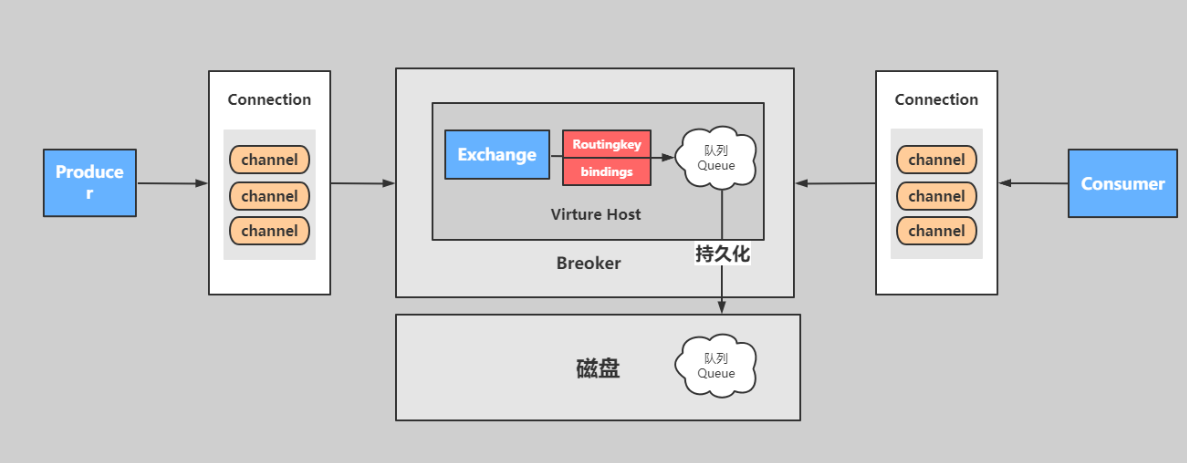 Connection
channel
channel
channel
Produce
r
Exchange
Routingkey
bindings
队列
Queue
Virture Host
Breoker
持久化
磁盘
队列
Queue
Connection
channel
channel
channel
Consumer